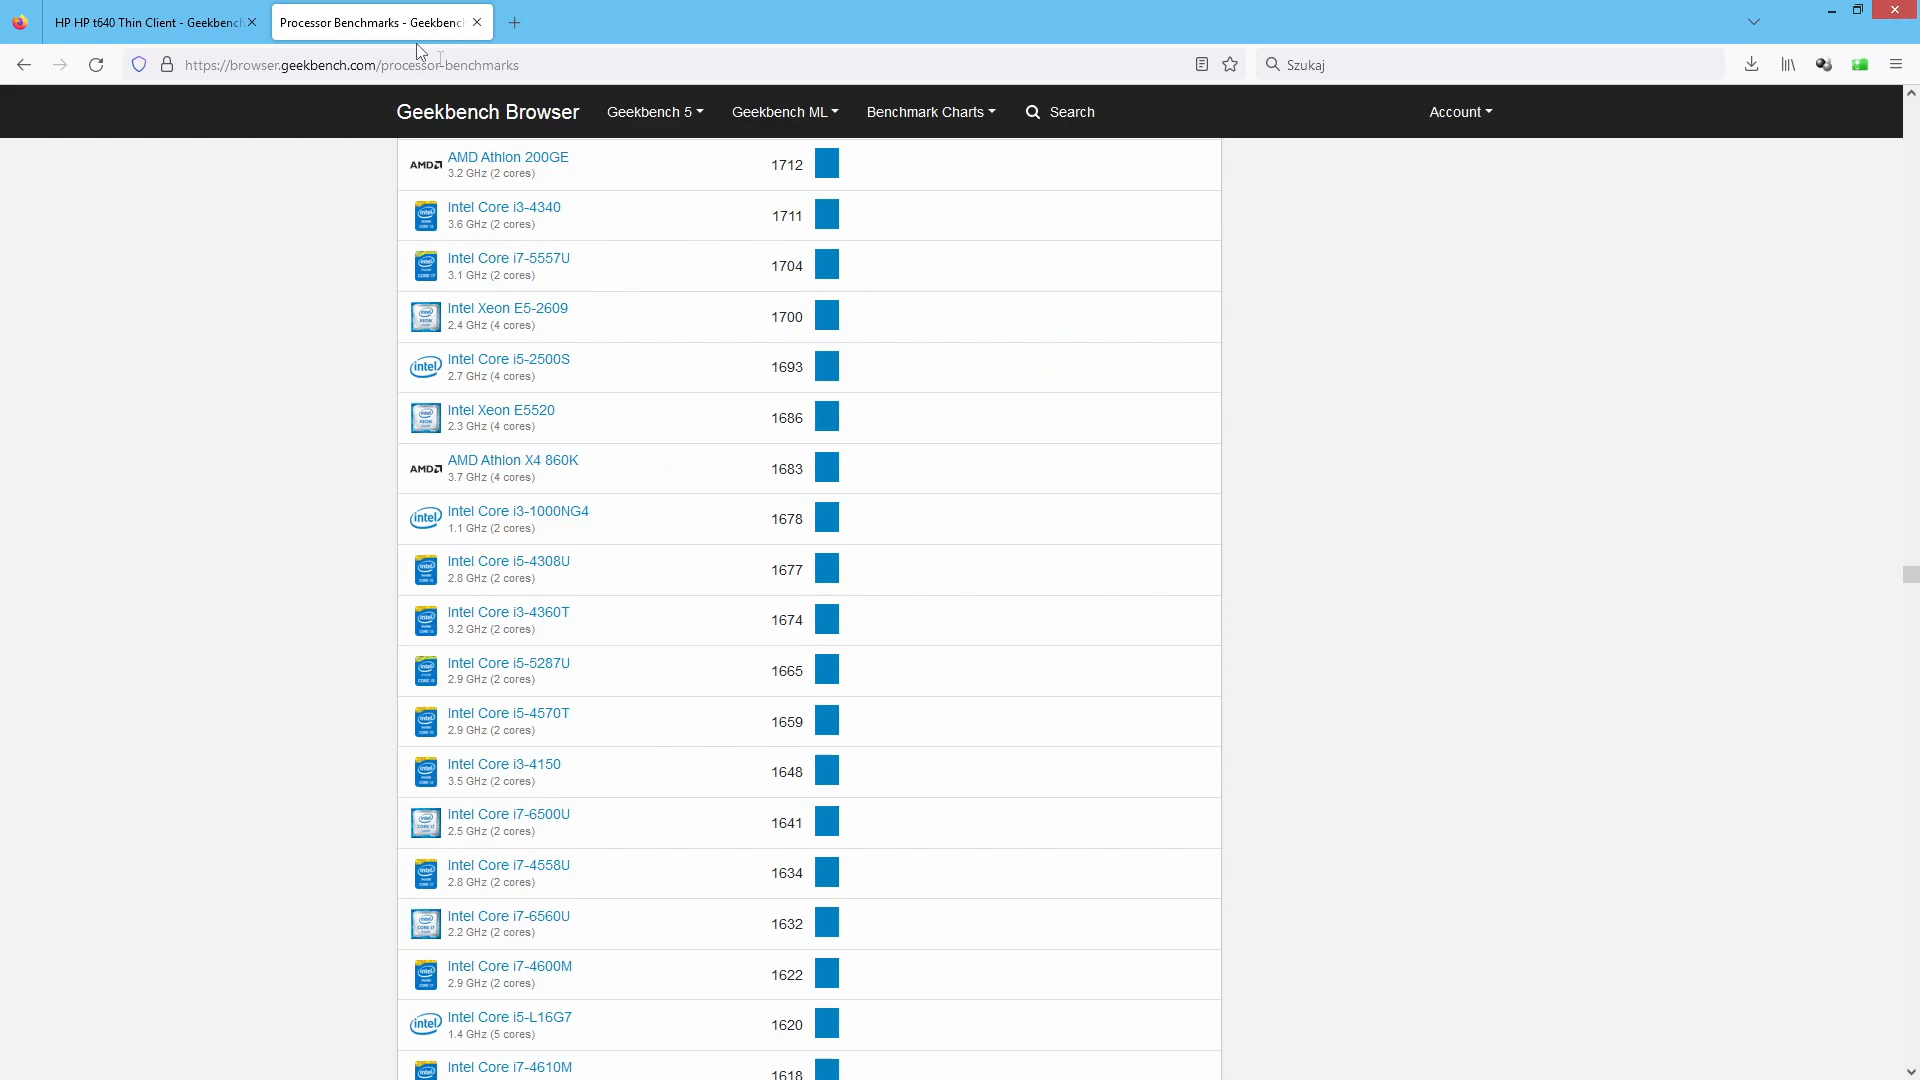 HP HP t640 Thin Client - Geekbench
Processor Benchmarks - Geekbenc
https://browser.geekbench.com/processor-benchmarks
Szukaj
Geekbench Browser
Geekbench 5
Geekbench ML
Benchmark Charts
Search
Account
AMD AMD Athlon 200GE 1712
3.2 GHz (2 cores)
Intel Core i3-4340 1711
3.6 GHz (2 cores)
Intel Core i7-5557U 1704
3.1 GHz (2 cores)
Intel Xeon E5-2609 1700
2.4 GHz (4 cores)
intel Intel Core i5-2500S 1693
2.7 GHz (4 cores)
Intel Xeon E5520 1686
2.3 GHz (4 cores)
AMD AMD Athlon X4 860K 1683
3.7 GHz (4 cores)
intel Intel Core i3-1000NG4 1678
1.1 GHz (2 cores)
Intel Core i5-4308U 1677
2.8 GHz (2 cores)
Intel Core i3-4360T 1674
3.2 GHz (2 cores)
Intel Core i5-5287U 1665
2.9 GHz (2 cores)
Intel Core i5-4570T 1659
2.9 GHz (2 cores)
Intel Core i3-4150 1648
3.5 GHz (2 cores)
Intel Core i7-6500U 1641
2.5 GHz (2 cores)
Intel Core i7-4558U 1634
2.8 GHz (2 cores)
Intel Core i7-6560U 1632
2.2 GHz (2 cores)
Intel Core i7-4600M 1622
2.9 GHz (2 cores)
intel Intel Core i5-L16G7 1620
1.4 GHz (5 cores)
Intel Core i7-4610M 1618